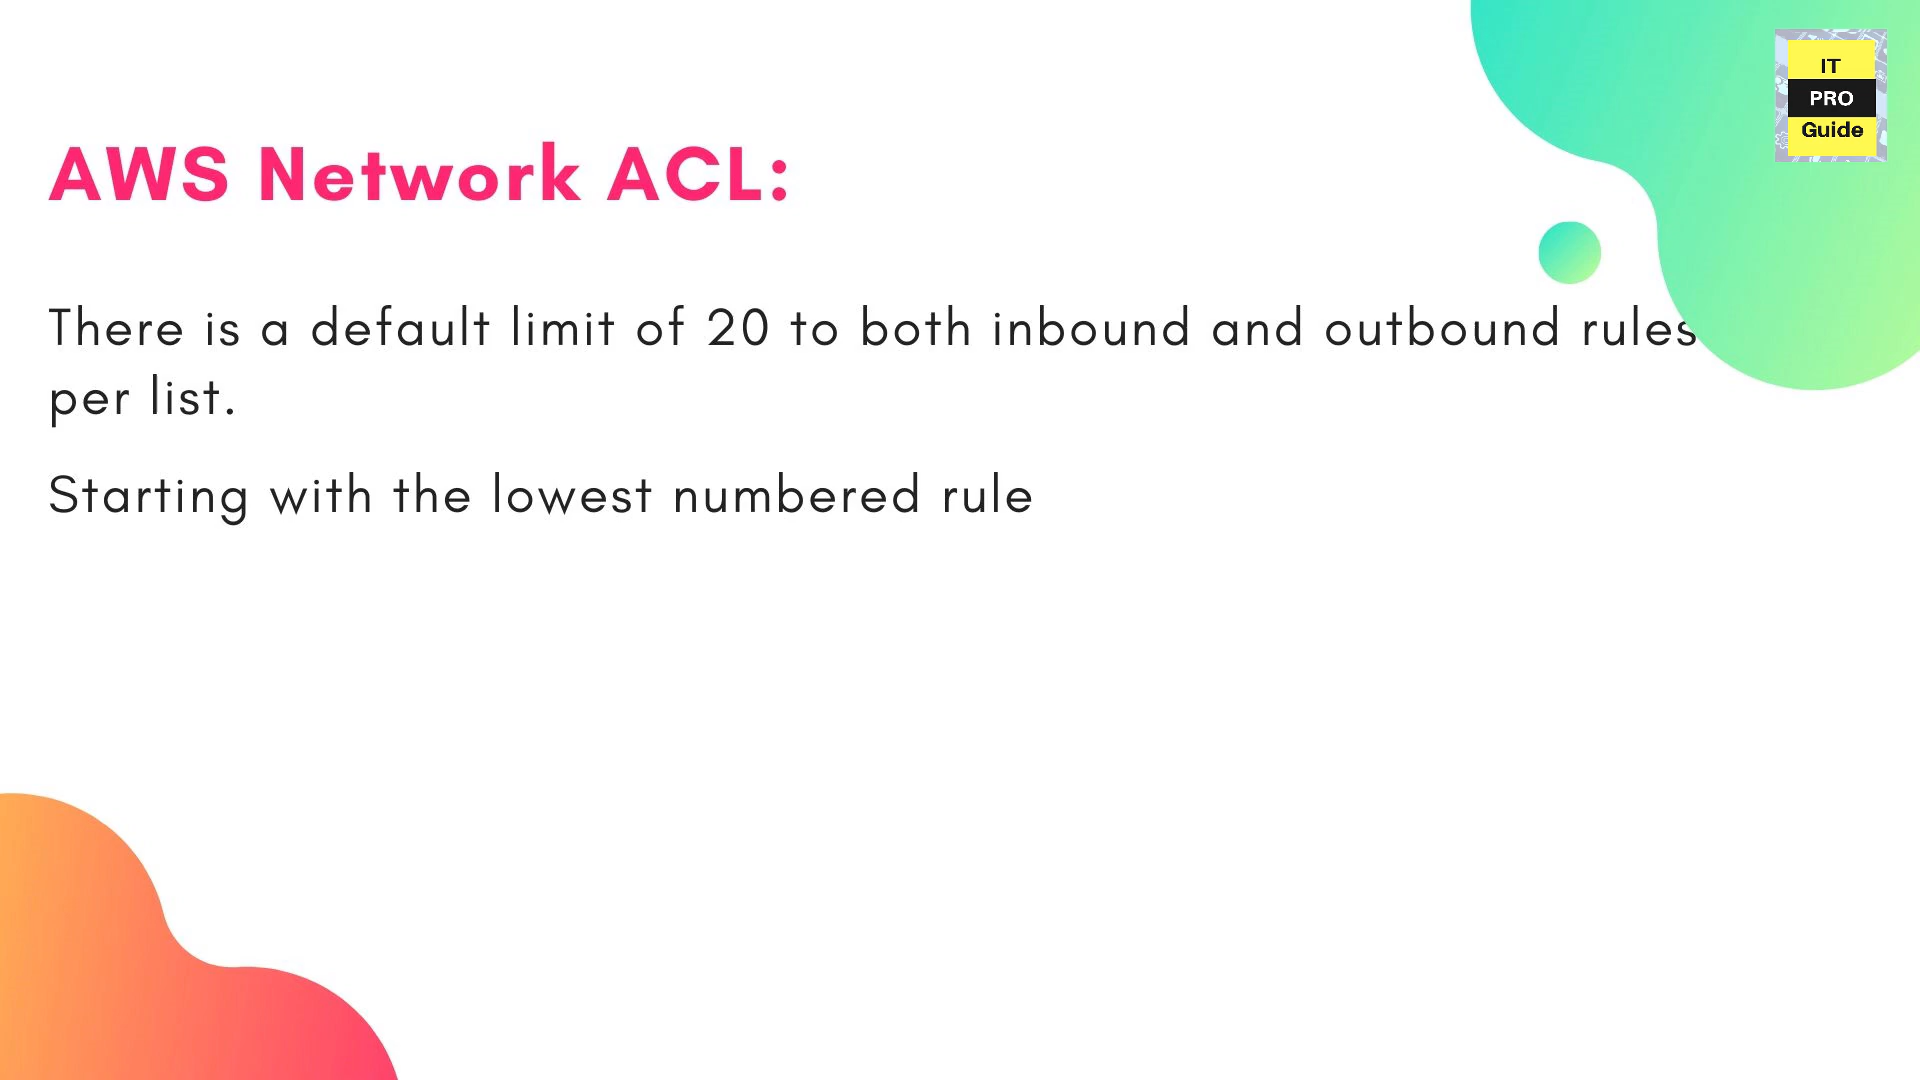 IT
PRO
Guide
AWS Network ACL:
There is a default limit of 20 to both inbound and outbound rules
per list.
Starting with the lowest numbered rule